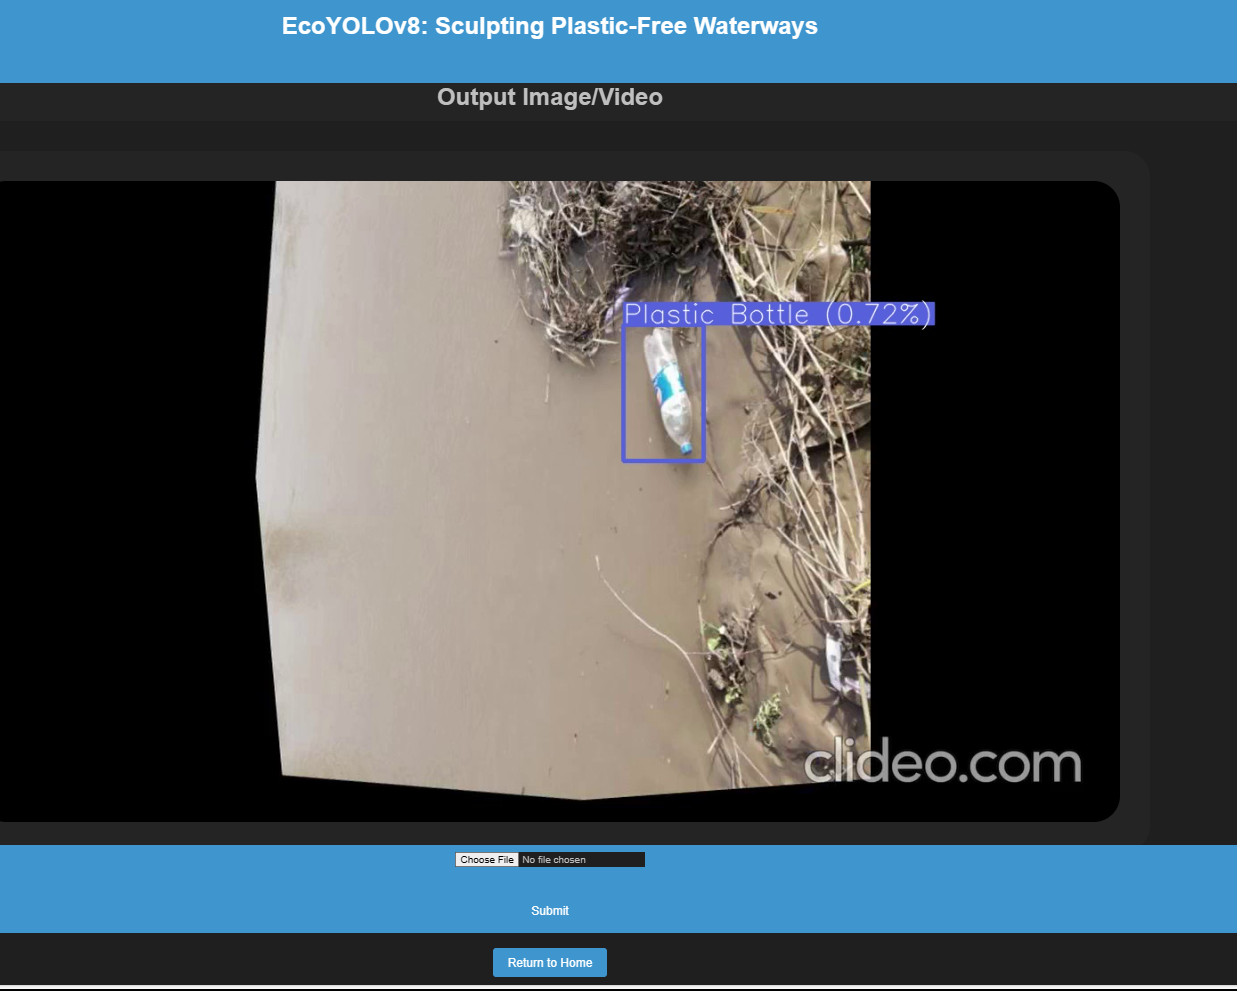 EcoYOLOv8: Sculpting Plastic-Free Waterways
Output Image/Video
Plastic Bottle (0.72%)
clideo.com
Choose File No file chosen
Submit
Return to Home